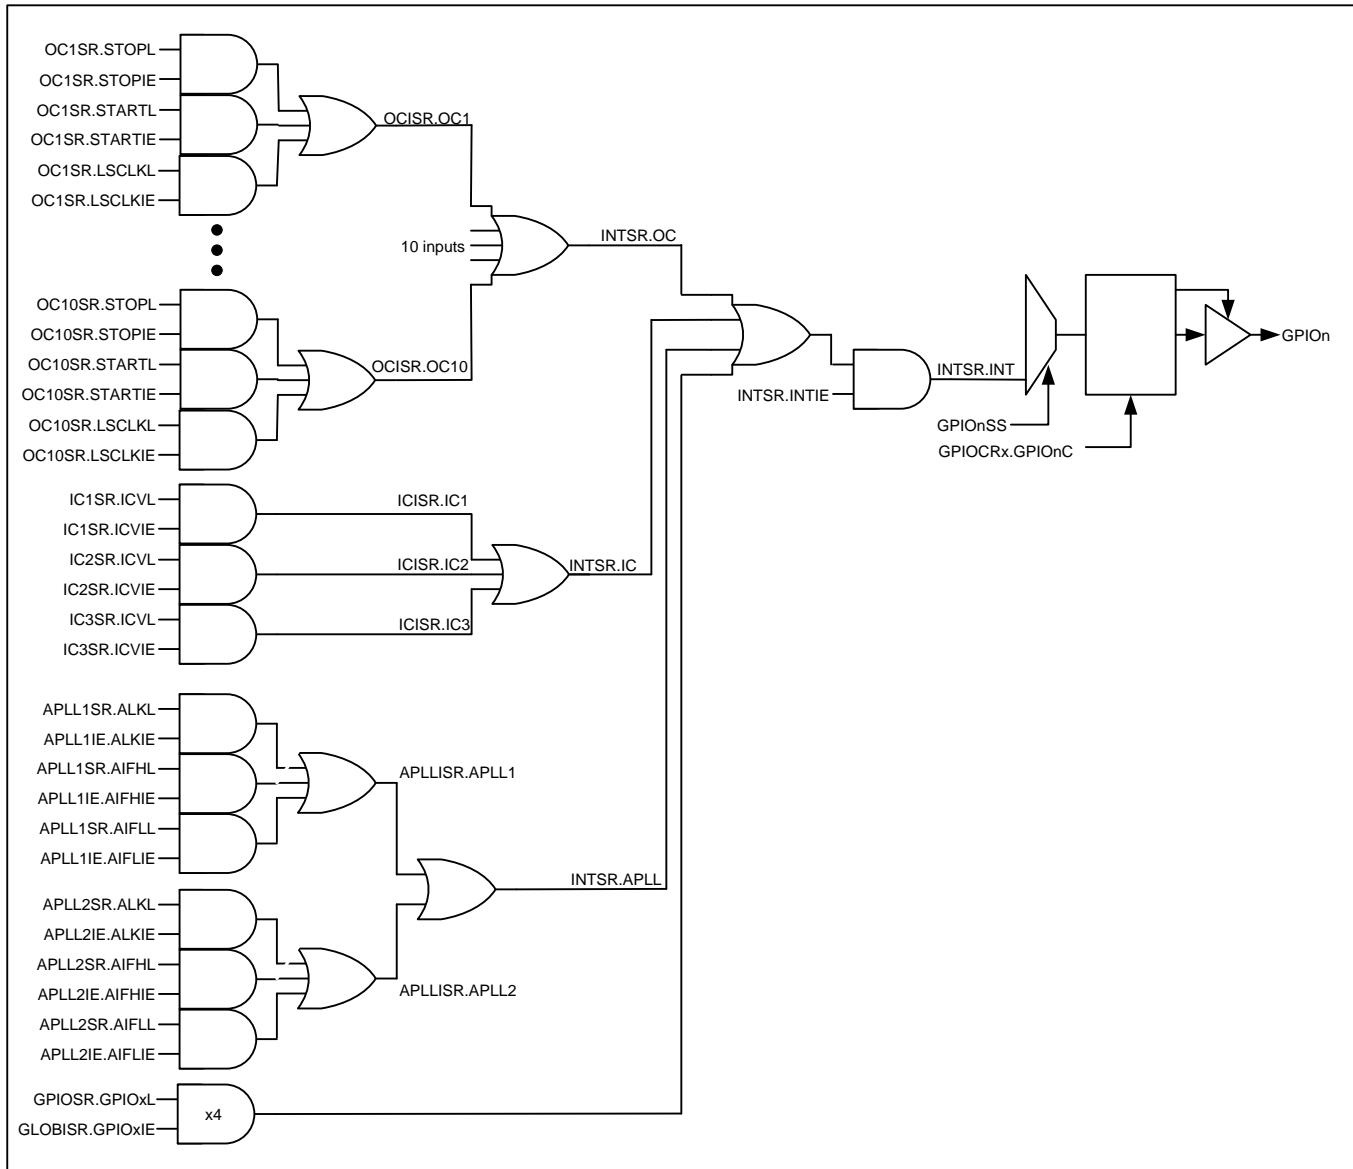 OC1SR.STOPL
OC1SR.STOPIE
OC1SR.STARTL
OC1SR.STARTIE
OC1SR.LSCLKL
OC1SR.LSCLKIE
OCISR.OC1
10 inputs
INTSR.OC
OC10SR.STOPL
OC10SR.STOPIE
OC10SR.STARTL
OC10SR.STARTIE
OC10SR.LSCLKL
OC10SR.LSCLKIE
OCISR.OC10
INTSR.INTIE
INTSR.INT
GPIOnSS
GPIOCRx.GPIOnC
GPIOn
IC1SR.ICVL
IC1SR.ICVIE
IC2SR.ICVL
IC2SR.ICVIE
IC3SR.ICVL
IC3SR.ICVIE
ICISR.IC1
ICISR.IC2
ICISR.IC3
INTSR.IC
APLL1SR.ALKL
APLL1IE.ALKIE
APLL1SR.AIFHL
APLL1IE.AIFHIE
APLL1SR.AIFLL
APLL1IE.AIFLIE
APLLISR.APLL1
INTSR.APLL
APLL2SR.ALKL
APLL2IE.ALKIE
APLL2SR.AIFHL
APLL2IE.AIFHIE
APLL2SR.AIFLL
APLL2IE.AIFLIE
APLLISR.APLL2
GPIOSR.GPIOxL
GLOBISR.GPIOxIE
x4